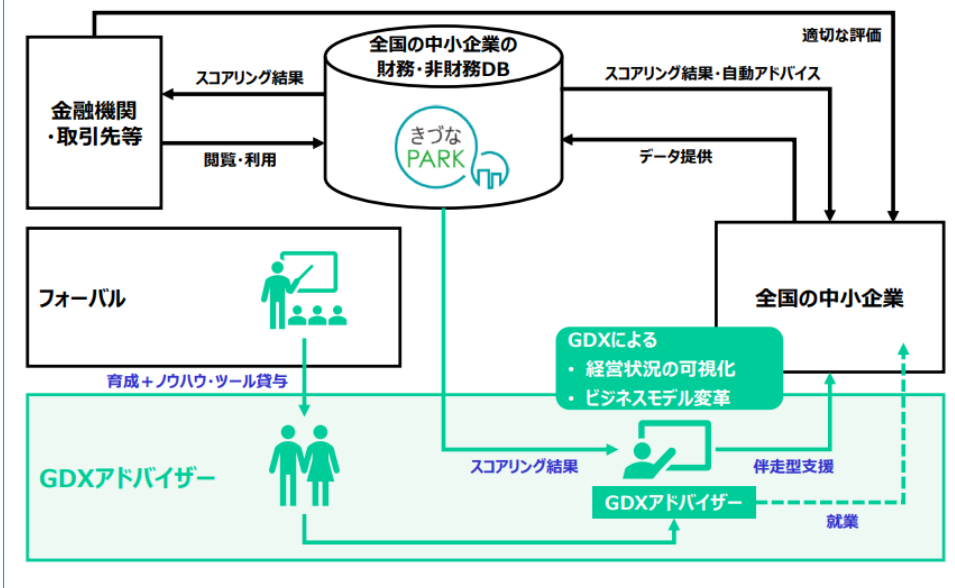 適切な評価
全国の中小企業の
財務・非財務DB
スコアリング結果
スコアリング結果・自動アドバイス
金融機関
・取引先等
きづな
PARK
閲覧・利用
データ提供
フォーバル
全国の中小企業
GDXによる
・ 経営状況の可視化
・ ビジネスモデル変革
育成+ノウハウ・ツール貸与
GDXアドバイザー
スコアリング結果
伴走型支援
GDXアドバイザー
就業